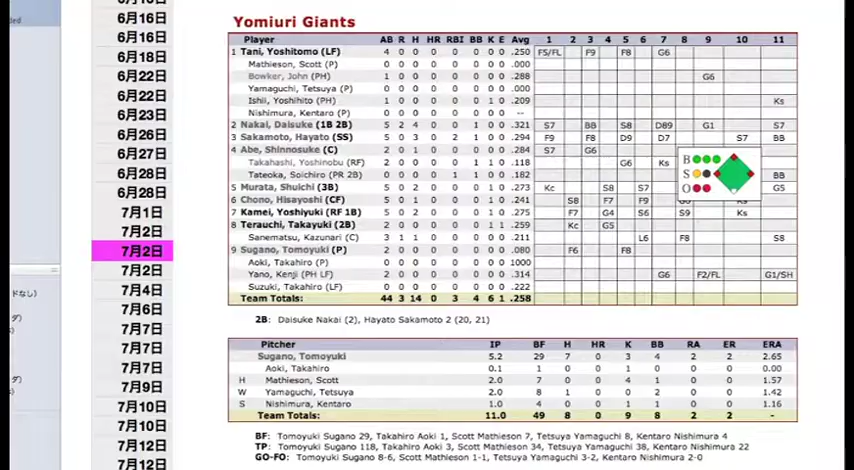 6月16日
6月16日
6月18日
6月22日
6月22日
6月23日
6月26日
6月27日
6月28日
6月28日
7月1日
7月2日
7月2日
7月2日
7月4日
7月6日
7月7日
7月7日
7月7日
7月9日
7月10日
7月10日
7月12日
7月12日
Yomiuri Giants
Player AB R H HR RBI BB K E Avg 1 2 3 4 5 6 7 8 9 10 11
1 Tani, Yoshitomo (LF) 4 0 0 0 0 0 0 0 .250 F5/FL F9 F8 G6
Mathieson, Scott (P) 0 0 0 0 0 0 0 0 .000
Bowker, John (PH) 1 0 0 0 0 0 0 0 .288 G6
Yamaguchi, Tetsuya (P) 0 0 0 0 0 0 0 0 .000
Ishii, Yoshihito (PH) 1 0 0 0 0 0 1 0 .209 Ks
Nishimura, Kentaro (P) 0 0 0 0 0 0 0 0 --
2 Nakai, Daisuke (1B 2B) 5 2 4 0 0 1 0 0 .321 S7 BB S8 D89 G1 S7
3 Sakamoto, Hayato (SS) 5 0 3 0 2 1 0 0 .294 F9 F8 D9 D7 S7 BB
4 Abe, Shinnosuke (C) 2 0 1 0 0 0 0 0 .284 S7 G6
Takahashi, Yoshinobu (RF) 2 0 0 0 0 1 1 0 .118 G6 Ks
Tateoka, Soichiro (PR 2B) 0 0 0 0 1 1 0 0 .182 BB
5 Murata, Shuichi (3B) 5 0 2 0 0 0 1 0 .273 Kc S8 S7 G5
6 Chono, Hisayoshi (CF) 5 0 1 0 0 0 1 0 .241 S8 F7 F9
7 Kamei, Yoshiyuki (RF 1B) 5 0 2 0 0 0 1 0 .275 F7 G4 S6 S9 Ks
8 Terauchi, Takayuki (2B) 2 0 0 0 0 0 1 1 .259 Kc G5
Sanematsu, Kazunari (C) 3 1 1 0 0 0 0 0 .211 L6 F8 S8
9 Sugano, Tomoyuki (P) 2 0 0 0 0 0 0 0 .080 F6 F8
Aoki, Takahiro (P) 0 0 0 0 0 0 0 0 1000
Yano, Kenji (PH LF) 2 0 0 0 0 0 0 0 .314 G6 F2/FL G1/SH
Suzuki, Takahiro (LF) 0 0 0 0 0 0 0 0 .222
Team Totals: 44 3 14 0 3 4 6 1 .258
B
S
O
2B: Daisuke Nakai (2), Hayato Sakamoto 2 (20, 21)
Pitcher IP BF H HR K BB RA ER ERA
Sugano, Tomoyuki 5.2 29 7 0 3 4 2 2 2.65
Aoki, Takahiro 0.1 1 0 0 1 0 0 0 0.00
H Mathieson, Scott 2.0 7 0 0 4 1 0 0 1.57
W Yamaguchi, Tetsuya 2.0 8 1 0 0 2 0 0 1.42
S Nishimura, Kentaro 1.0 4 0 0 1 1 0 0 1.16
Team Totals: 11.0 49 8 0 9 8 2 2 -
BF: Tomoyuki Sugano 29, Takahiro Aoki 1, Scott Mathieson 7, Tetsuya Yamaguchi 8, Kentaro Nishimura 4
TP: Tomoyuki Sugano 118, Takahiro Aoki 3, Scott Mathieson 34, Tetsuya Yamaguchi 38, Kentaro Nishimura 22
GO-FO: Tomoyuki Sugano 8-6, Scott Mathieson 1-1, Tetsuya Yamaguchi 3-2, Kentaro Nishimura 2-0